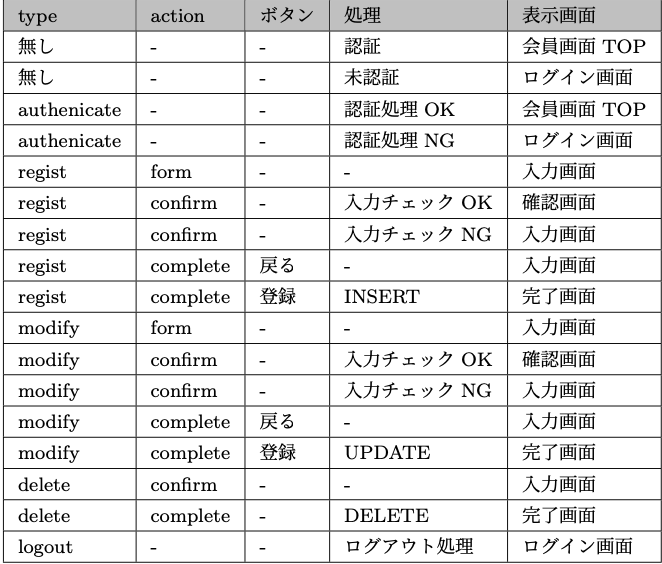 type action ボタン 処理 表示画面
無し - - 認証 会員画面 TOP
無し - - 未認証 ログイン画面
authenicate - - 認証処理 OK 会員画面 TOP
authenicate - - 認証処理 NG ログイン画面
regist form - - 入力画面
regist confirm - 入力チェック OK 確認画面
regist confirm - 入力チェック NG 入力画面
regist complete 戻る - 入力画面
regist complete 登録 INSERT 完了画面
modify form - - 入力画面
modify confirm - 入力チェック OK 確認画面
modify confirm - 入力チェック NG 入力画面
modify complete 戻る - 入力画面
modify complete 登録 UPDATE 完了画面
delete confirm - - 入力画面
delete complete - DELETE 完了画面
logout - - ログアウト処理 ログイン画面